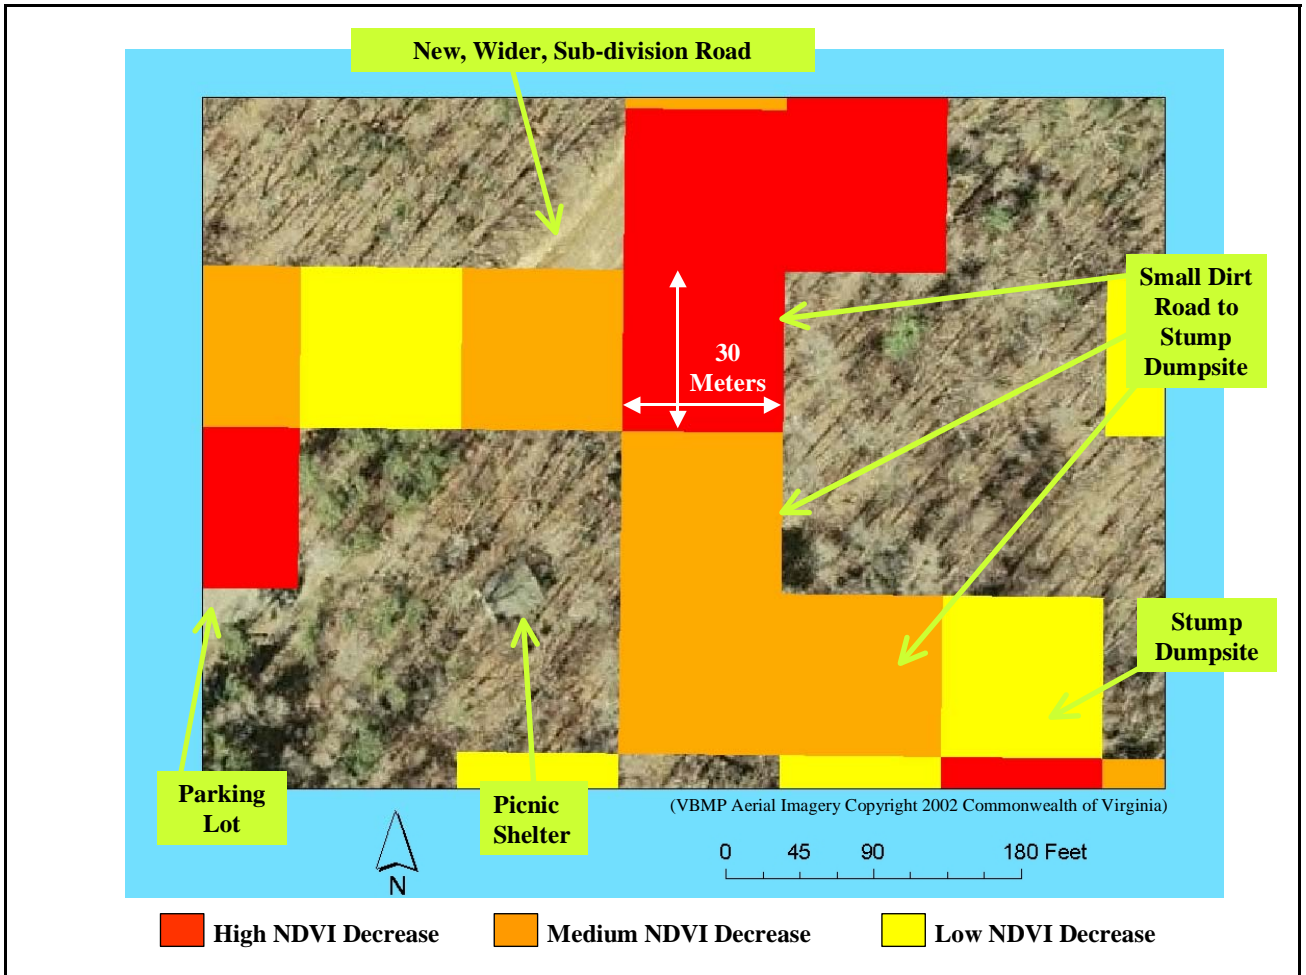 New, Wider, Sub-division Road
Small Dirt
Road to
Stump
Dumpsite
30
Meters
Stump
Dumpsite
Parking
Lot
Picnic
Shelter
(VBMP Aerial Imagery Copyright 2002 Commonwealth of Virginia)
N
0 45 90 180 Feet
High NDVI Decrease
Medium NDVI Decrease
Low NDVI Decrease